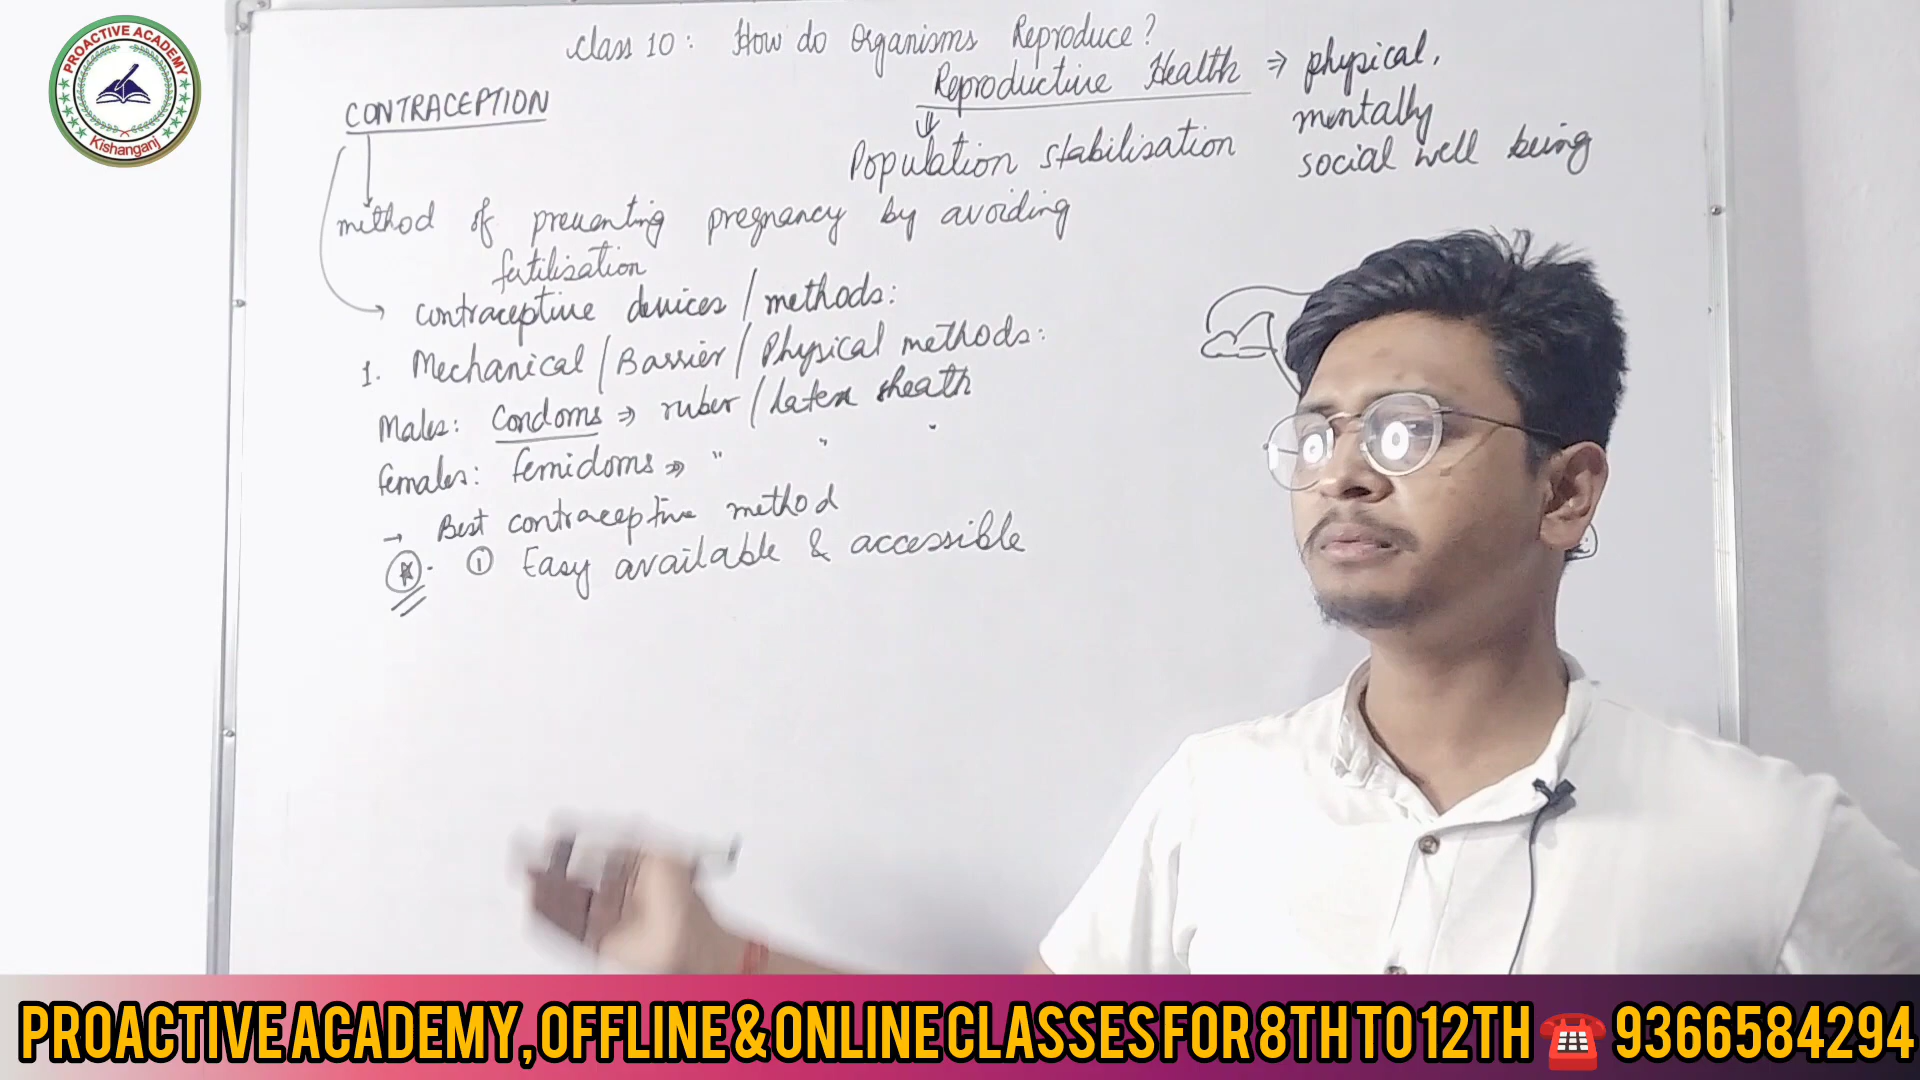 PROACTIVE ACADEMY
Kishanganj
Class 10: How do Organisms Reproduce?
Reproductive Health ⇒ physical,
mentally
social well being
⇓
Population stabilisation
CONTRACEPTION
method of preventing pregnancy by avoiding
fertilisation
→ contraceptive devices / methods:
1. Mechanical / Barrier / Physical methods:
Males: Condoms ⇒ ruber / latex sheath
females: femidoms ⇒ " " "
→ Best contraceptive method
① Easy available & accessible
PROACTIVE ACADEMY, OFFLINE & ONLINE CLASSES FOR 8TH TO 12TH ☎ 9366584294